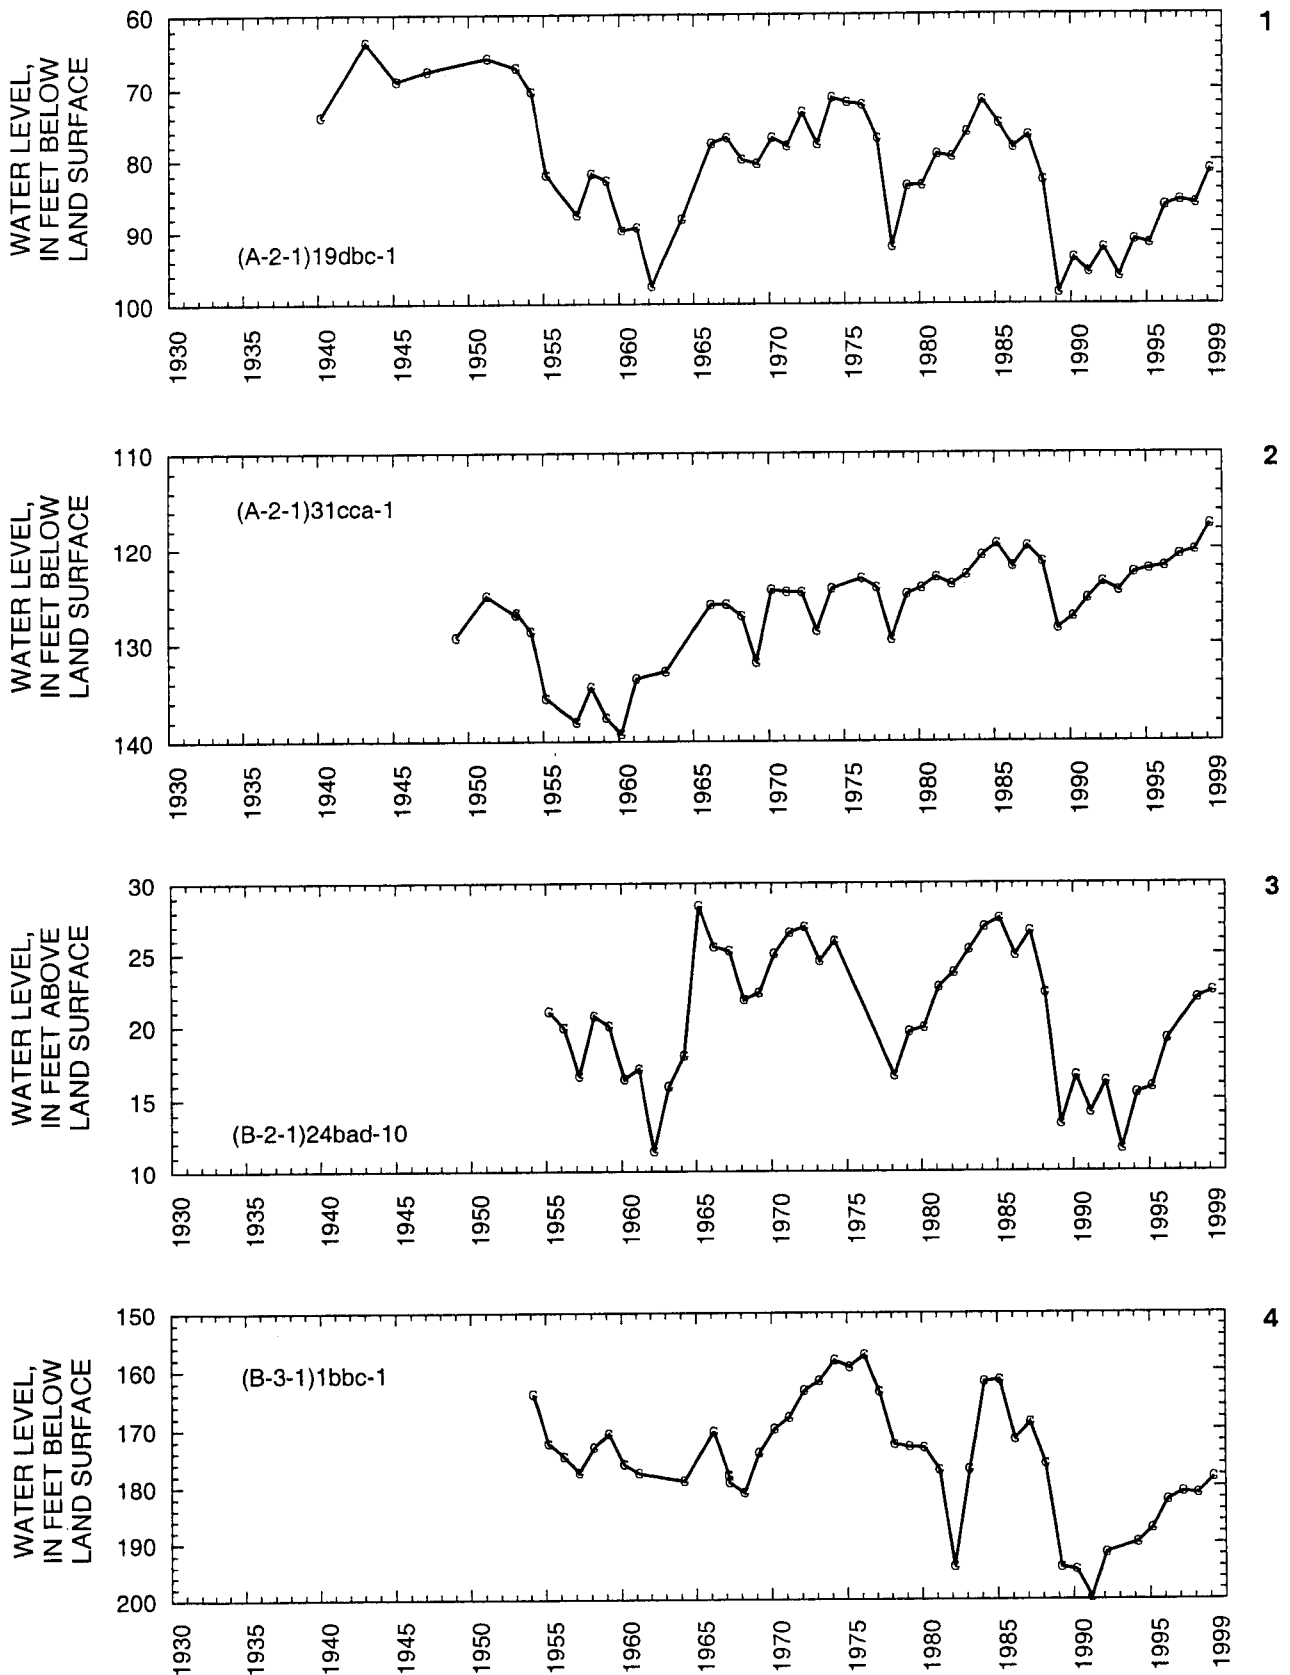 1
WATER LEVEL,
IN FEET BELOW
LAND SURFACE
60
70
80
90
100
(A-2-1)19dbc-1
1930 1935 1940 1945 1950 1955 1960 1965 1970 1975 1980 1985 1990 1995 1999
2
WATER LEVEL,
IN FEET BELOW
LAND SURFACE
110
120
130
140
(A-2-1)31cca-1
1930 1935 1940 1945 1950 1955 1960 1965 1970 1975 1980 1985 1990 1995 1999
3
WATER LEVEL,
IN FEET ABOVE
LAND SURFACE
30
25
20
15
10
(B-2-1)24bad-10
1930 1935 1940 1945 1950 1955 1960 1965 1970 1975 1980 1985 1990 1995 1999
4
WATER LEVEL,
IN FEET BELOW
LAND SURFACE
150
160
170
180
190
200
(B-3-1)1bbc-1
1930 1935 1940 1945 1950 1955 1960 1965 1970 1975 1980 1985 1990 1995 1999